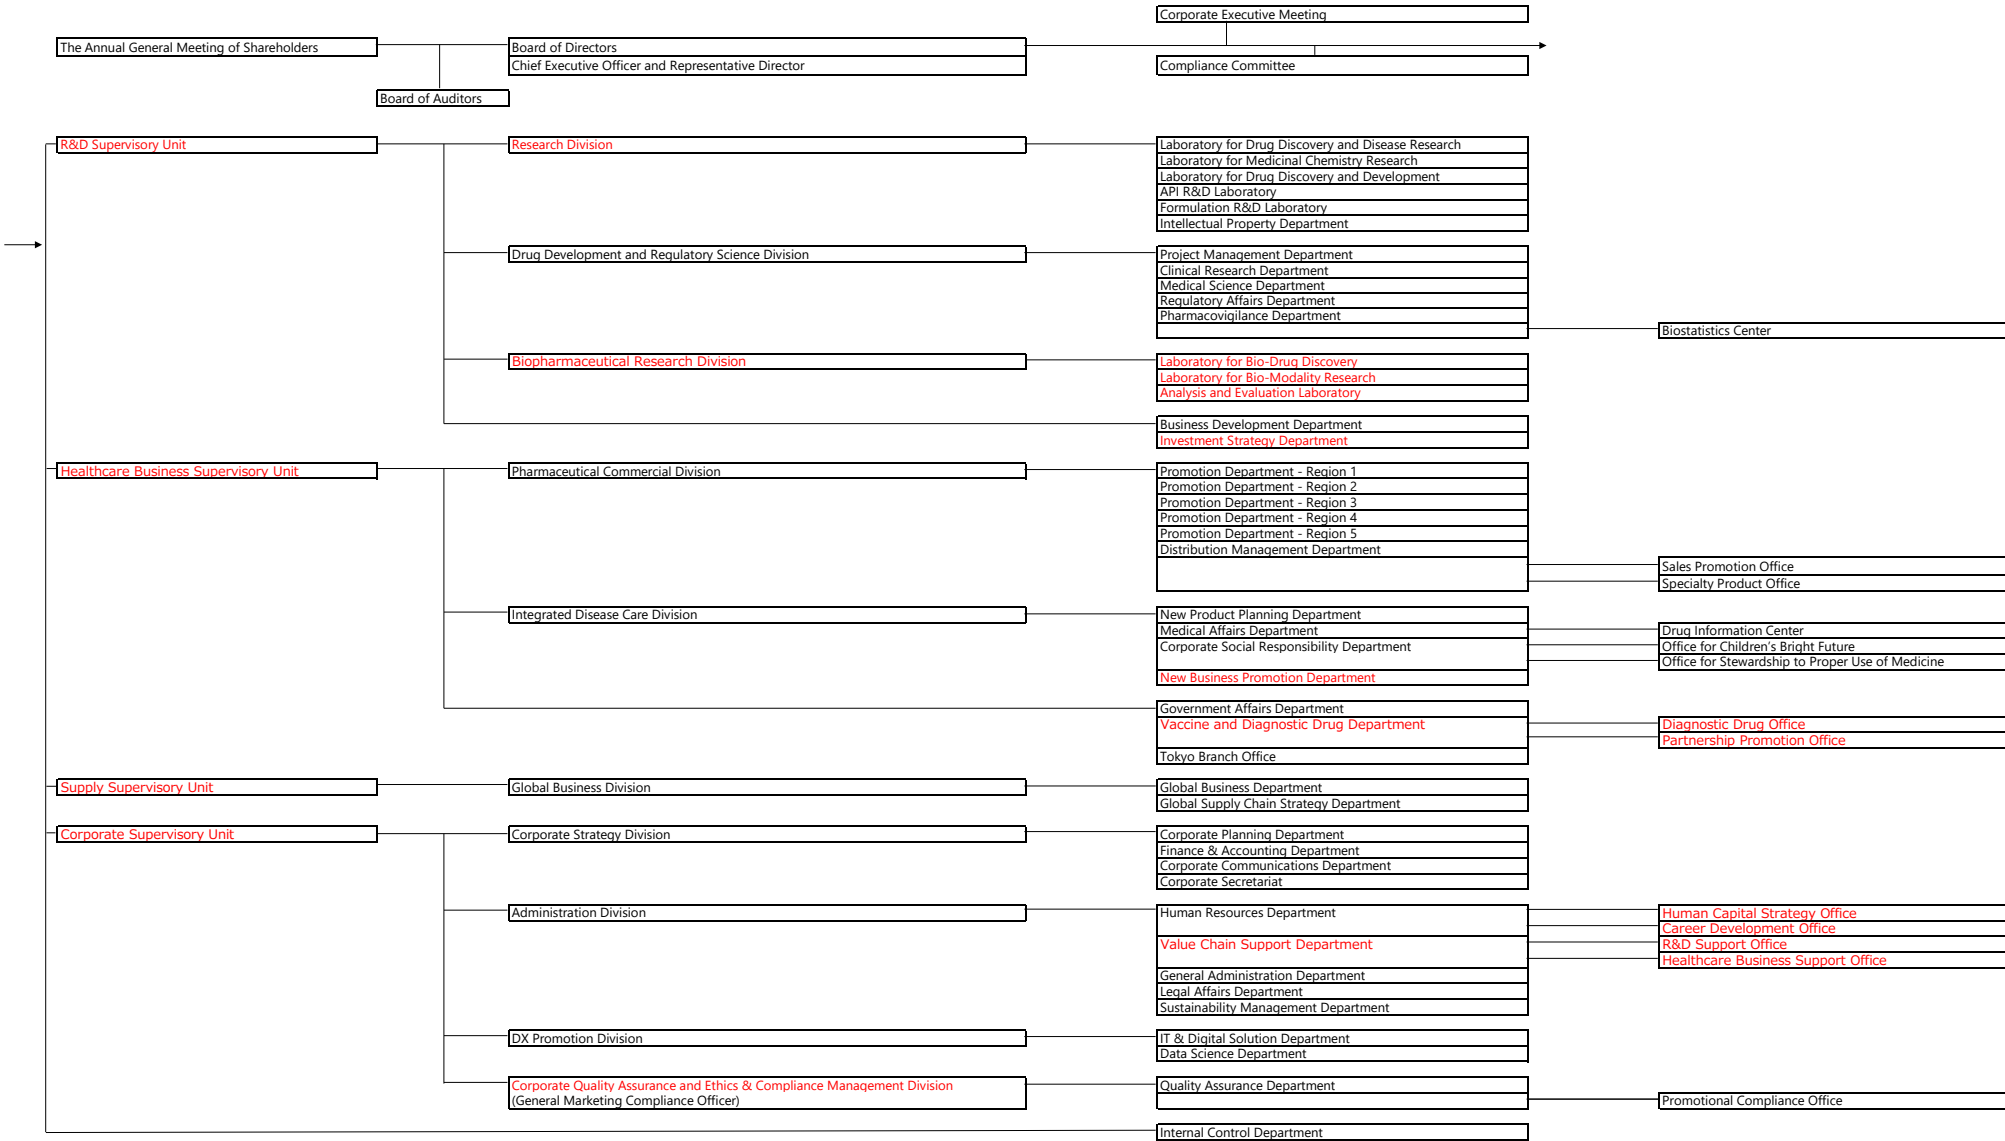 Corporate Executive Meeting
The Annual General Meeting of Shareholders
Board of Directors
Chief Executive Officer and Representative Director
Compliance Committee
Board of Auditors
R&D Supervisory Unit
Research Division
Laboratory for Drug Discovery and Disease Research
Laboratory for Medicinal Chemistry Research
Laboratory for Drug Discovery and Development
API R&D Laboratory
Formulation R&D Laboratory
Intellectual Property Department
Drug Development and Regulatory Science Division
Project Management Department
Clinical Research Department
Medical Science Department
Regulatory Affairs Department
Pharmacovigilance Department
Biostatistics Center
Biopharmaceutical Research Division
Laboratory for Bio-Drug Discovery
Laboratory for Bio-Modality Research
Analysis and Evaluation Laboratory
Business Development Department
Investment Strategy Department
Healthcare Business Supervisory Unit
Pharmaceutical Commercial Division
Promotion Department - Region 1
Promotion Department - Region 2
Promotion Department - Region 3
Promotion Department - Region 4
Promotion Department - Region 5
Distribution Management Department
Sales Promotion Office
Specialty Product Office
Integrated Disease Care Division
New Product Planning Department
Medical Affairs Department
Drug Information Center
Corporate Social Responsibility Department
Office for Children's Bright Future
Office for Stewardship to Proper Use of Medicine
New Business Promotion Department
Government Affairs Department
Vaccine and Diagnostic Drug Department
Diagnostic Drug Office
Partnership Promotion Office
Tokyo Branch Office
Supply Supervisory Unit
Global Business Division
Global Business Department
Global Supply Chain Strategy Department
Corporate Supervisory Unit
Corporate Strategy Division
Corporate Planning Department
Finance & Accounting Department
Corporate Communications Department
Corporate Secretariat
Administration Division
Human Resources Department
Human Capital Strategy Office
Career Development Office
Value Chain Support Department
R&D Support Office
Healthcare Business Support Office
General Administration Department
Legal Affairs Department
Sustainability Management Department
DX Promotion Division
IT & Digital Solution Department
Data Science Department
Corporate Quality Assurance and Ethics & Compliance Management Division
(General Marketing Compliance Officer)
Quality Assurance Department
Promotional Compliance Office
Internal Control Department